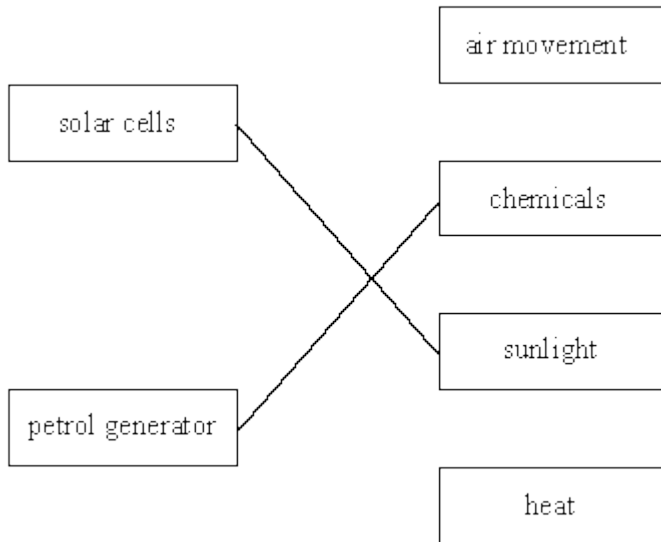 air movement
solar cells
chemicals
sunlight
petrol generator
heat